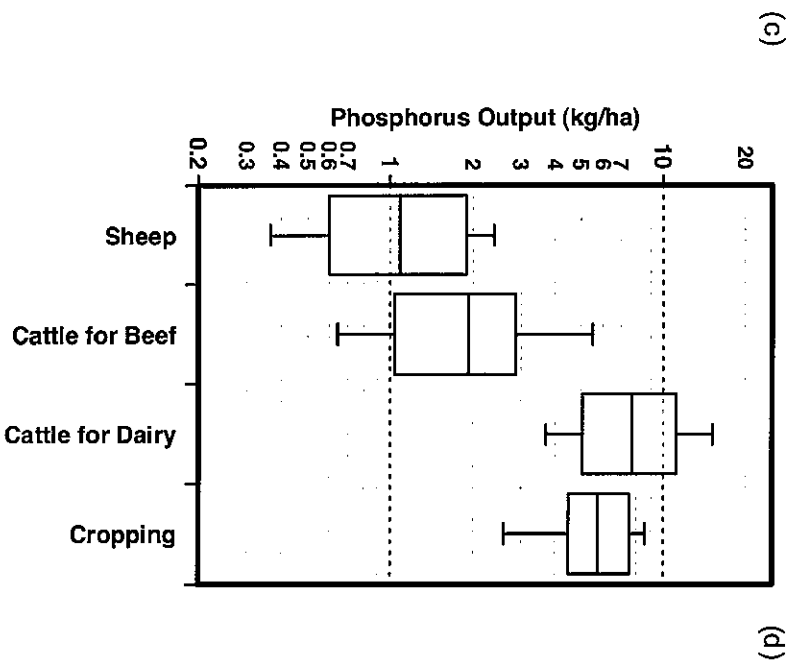 (c)
Phosphorus Output (kg/ha)
0.2
0.3
0.4
0.5
0.6
0.7
1
2
3
4
5
6
7
10
20
Sheep
Cattle for Beef
Cattle for Dairy
Cropping
(d)